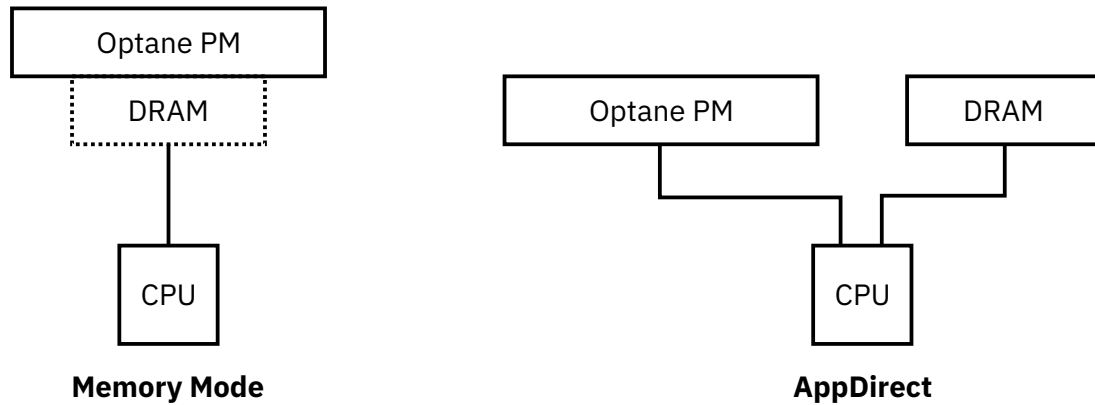 Optane PM
DRAM
CPU
Memory Mode
Optane PM
DRAM
CPU
AppDirect